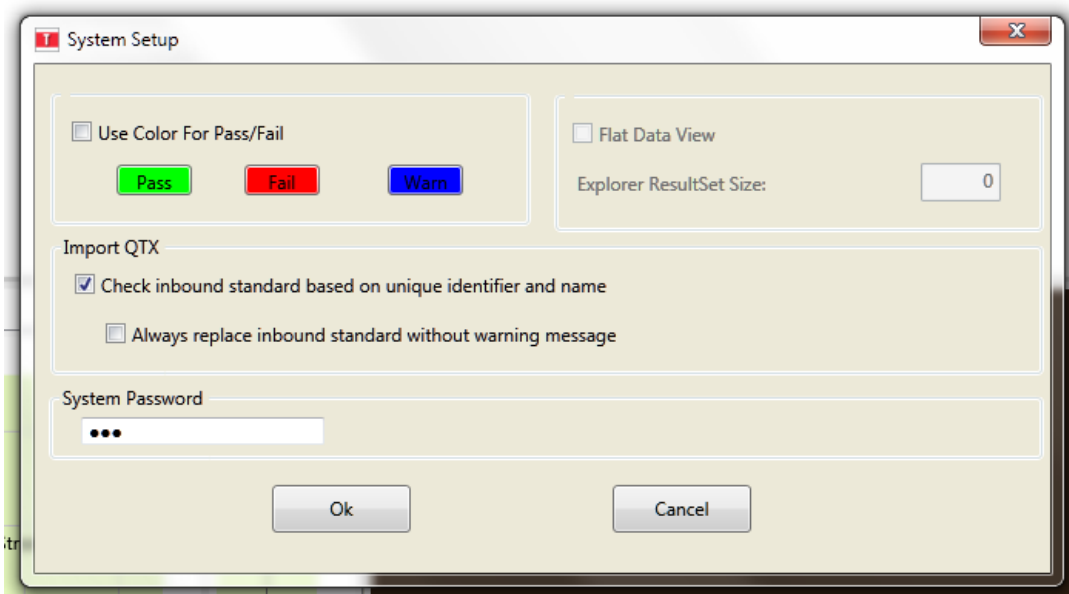 T System Setup
Use Color For Pass/Fail
Pass Fail Warn
Flat Data View
Explorer ResultSet Size: 0
Import QTX
Check inbound standard based on unique identifier and name
Always replace inbound standard without warning message
System Password
●●●
Ok Cancel